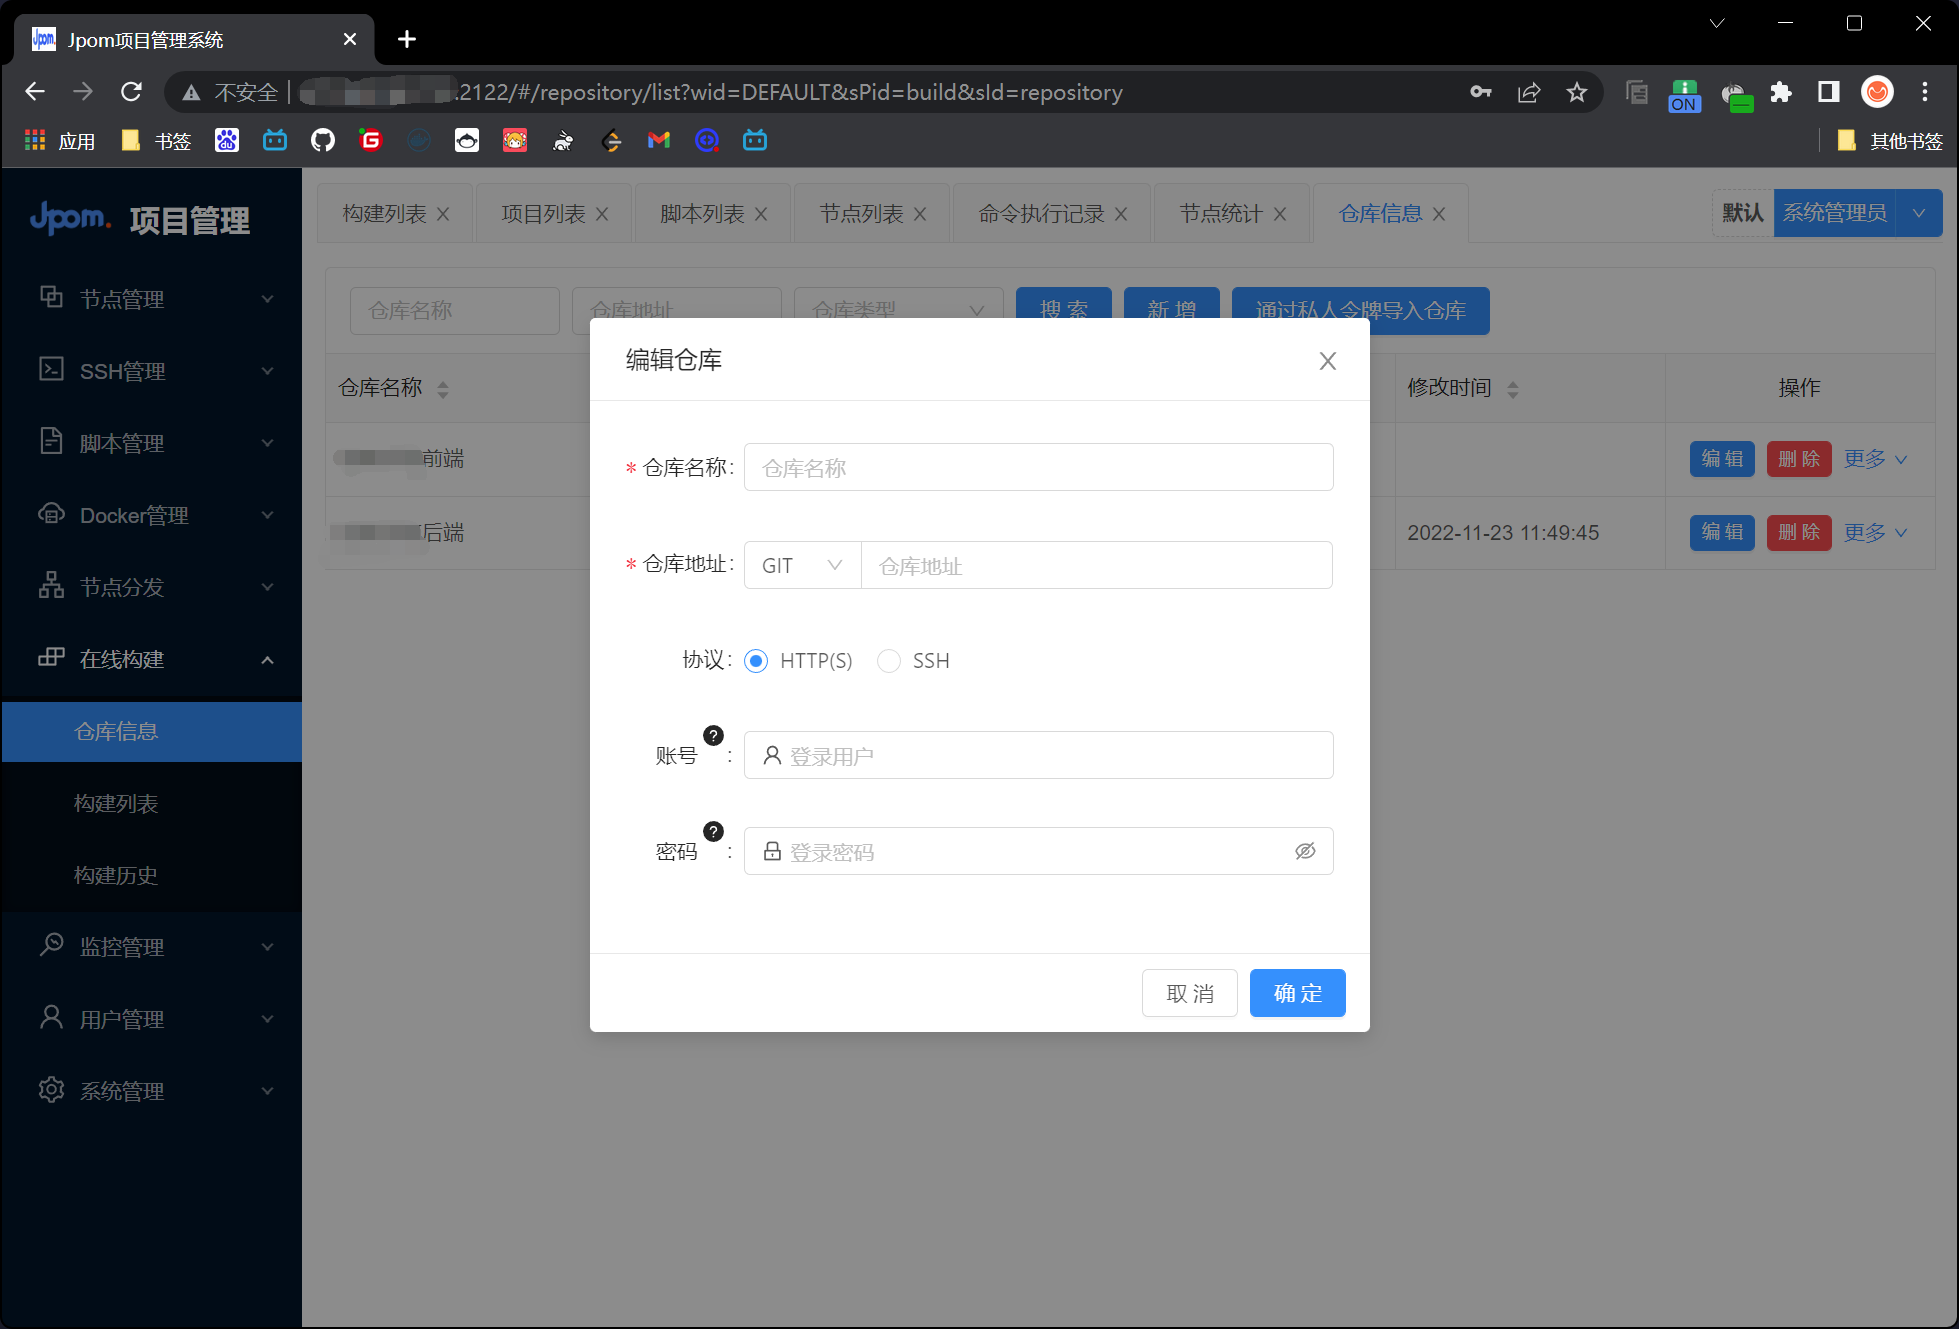 Jpom项目管理系统
不安全
:2122/#/repository/list?wid=DEFAULT&sPid=build&sId=repository
ON
应用
书签
du
其他书签
Jpom. 项目管理
构建列表
项目列表
脚本列表
节点列表
命令执行记录
节点统计
仓库信息
默认
系统管理员
节点管理
SSH管理
脚本管理
Docker管理
节点分发
在线构建
仓库信息
构建列表
构建历史
监控管理
用户管理
系统管理
仓库名称
仓库地址
仓库类型
搜 索
新 增
通过私人令牌导入仓库
仓库名称
修改时间
操作
前端
编 辑
删 除
更多
后端
2022-11-23 11:49:45
编 辑
删 除
更多
编辑仓库
* 仓库名称:
仓库名称
* 仓库地址:
GIT
仓库地址
协议:
HTTP(S)
SSH
账号 ? :
登录用户
密码 ? :
登录密码
取 消
确 定